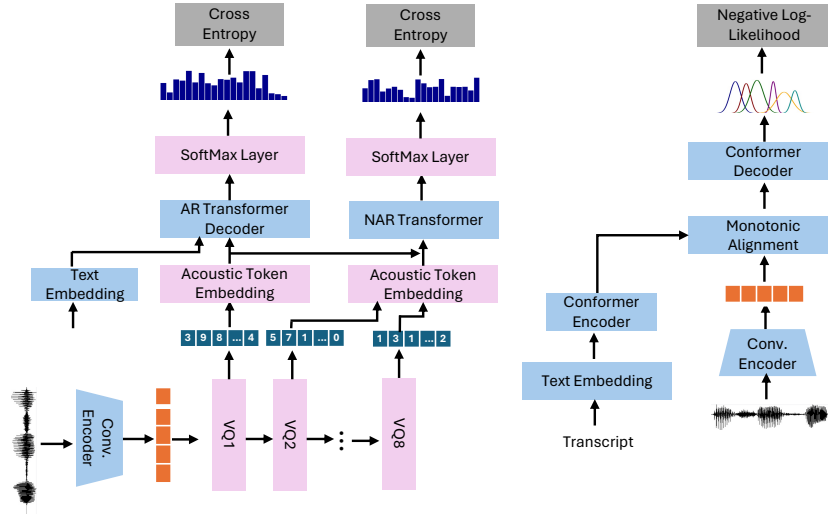 Cross
Entropy
Cross
Entropy
Negative Log-
Likelihood
SoftMax Layer
SoftMax Layer
Conformer
Decoder
AR Transformer
Decoder
NAR Transformer
Monotonic
Alignment
Text
Embedding
Acoustic Token
Embedding
Acoustic Token
Embedding
Conformer
Encoder
3 9 8 ... 4
5 7 1 ... 0
1 3 1 ... 2
Conv.
Encoder
Text Embedding
Transcript
Conv.
Encoder
VQ1
VQ2
VQ8